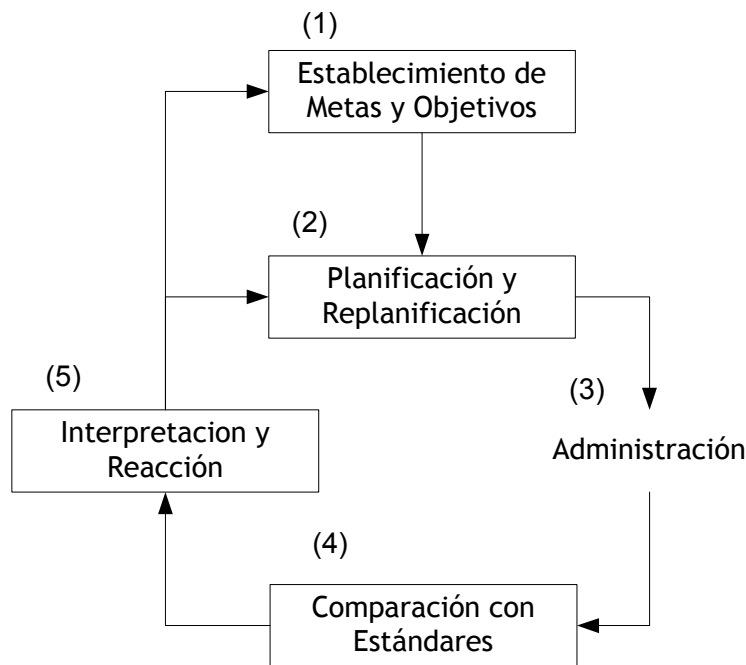 (1)
Establecimiento de
Metas y Objetivos
(2)
Planificación y
Replanificación
(3)
Administración
(4)
Comparación con
Estándares
(5)
Interpretacion y
Reacción